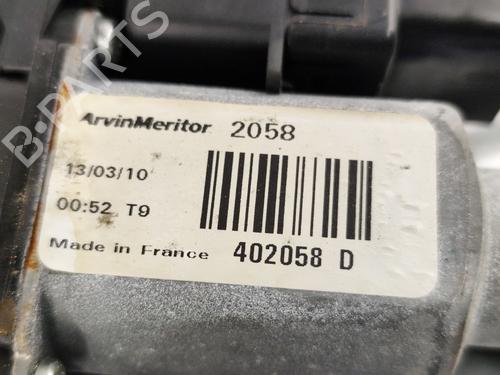 B-PARTS
ArvinMeritor 2058
13/03/10
00:52 T9
Made in France 402058 D